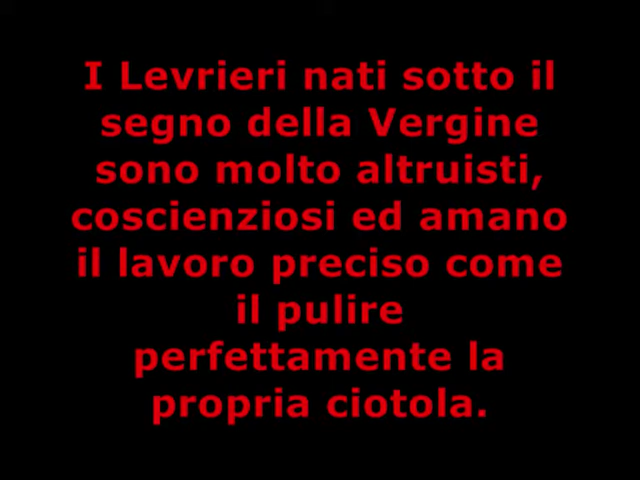 I Levrieri nati sotto il
segno della Vergine
sono molto altruisti,
coscienziosi ed amano
il lavoro preciso come
il pulire
perfettamente la
propria ciotola.